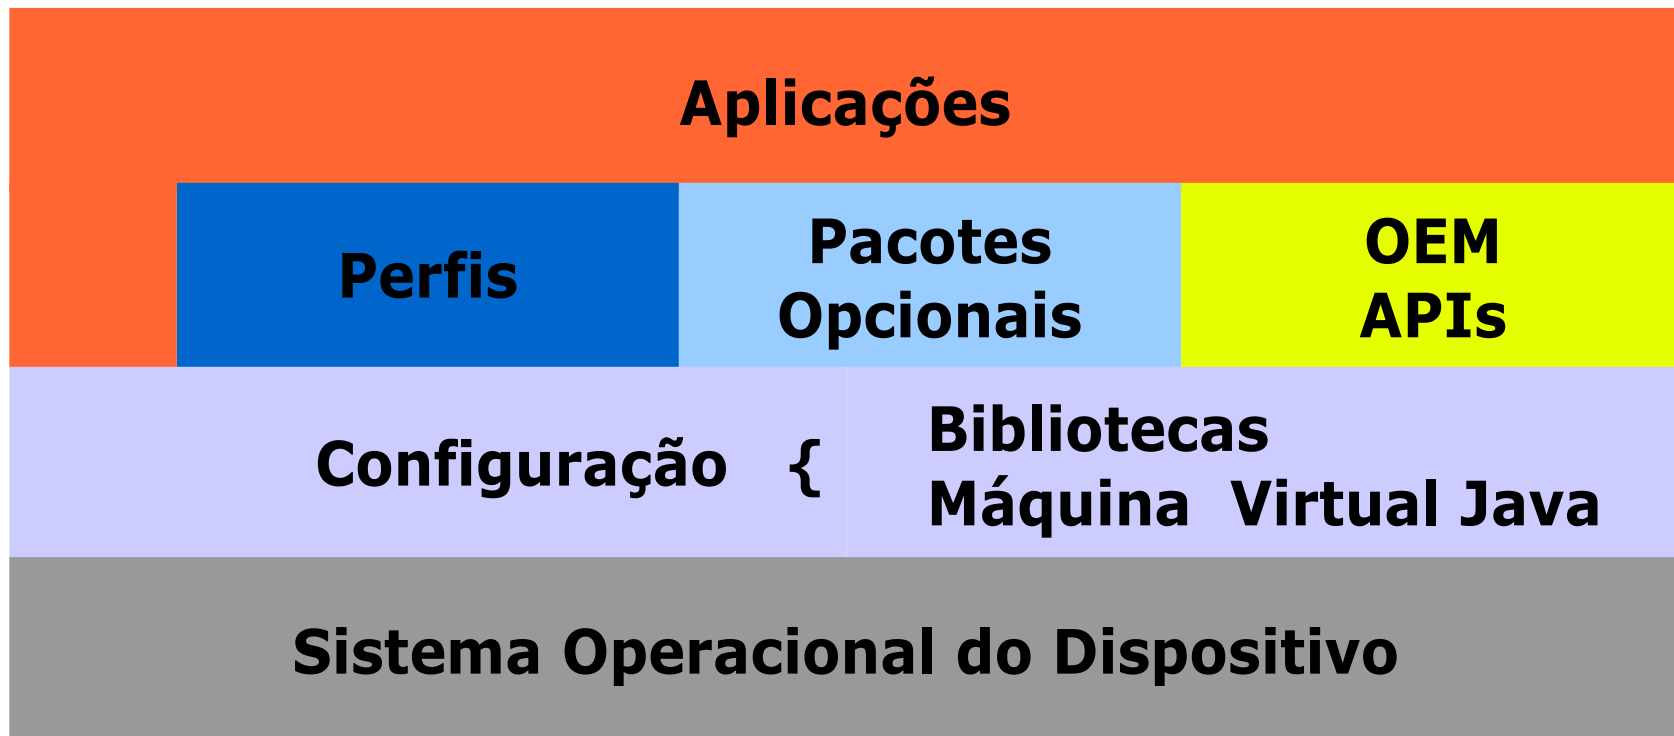 Aplicações
Perfis
Pacotes
Opcionais
OEM
APIs
Configuração {
Bibliotecas
Máquina Virtual Java
Sistema Operacional do Dispositivo